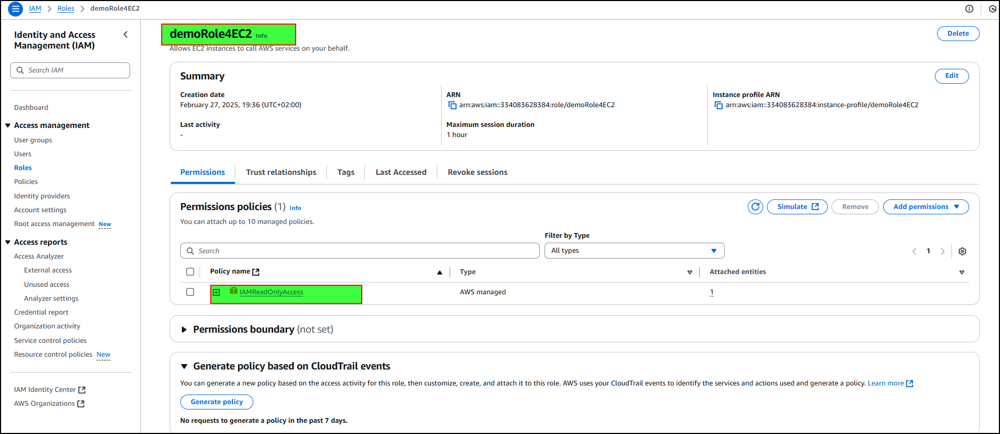 IAM > Roles > demoRole4EC2
Identity and Access
Management (IAM)
Search IAM
Dashboard
Access management
User groups
Users
Roles
Policies
Identity providers
Account settings
Root access management New
Access reports
Access Analyzer
External access
Unused access
Analyzer settings
Credential report
Organization activity
Service control policies
Resource control policies New
IAM Identity Center
AWS Organizations
demoRole4EC2 Info
Delete
Allows EC2 instances to call AWS services on your behalf.
Summary
Edit
Creation date
February 27, 2025, 19:36 (UTC+02:00)
ARN
arn:aws:iam::334083628384:role/demoRole4EC2
Instance profile ARN
arn:aws:iam::334083628384:instance-profile/demoRole4EC2
Last activity
-
Maximum session duration
1 hour
Permissions Trust relationships Tags Last Accessed Revoke sessions
Permissions policies (1) Info
Simulate Remove Add permissions
You can attach up to 10 managed policies.
Filter by Type
Search
All types
1
Policy name Type Attached entities
IAMReadOnlyAccess AWS managed 1
Permissions boundary (not set)
Generate policy based on CloudTrail events
You can generate a new policy based on the access activity for this role, then customize, create, and attach it to this role. AWS uses your CloudTrail events to identify the services and actions used and generate a policy. Learn more
Generate policy
No requests to generate a policy in the past 7 days.